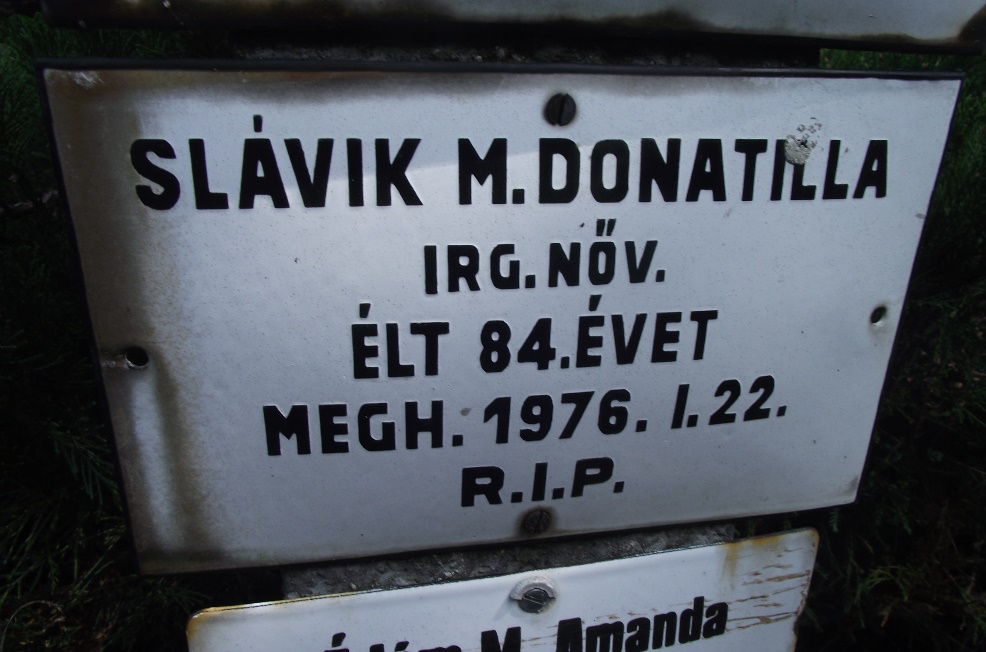 SLÁVIK M. DONATILLA
IRG. NŐV.
ÉLT 84. ÉVET
MEGH. 1976. I. 22.
R.I.P.
M. Amanda